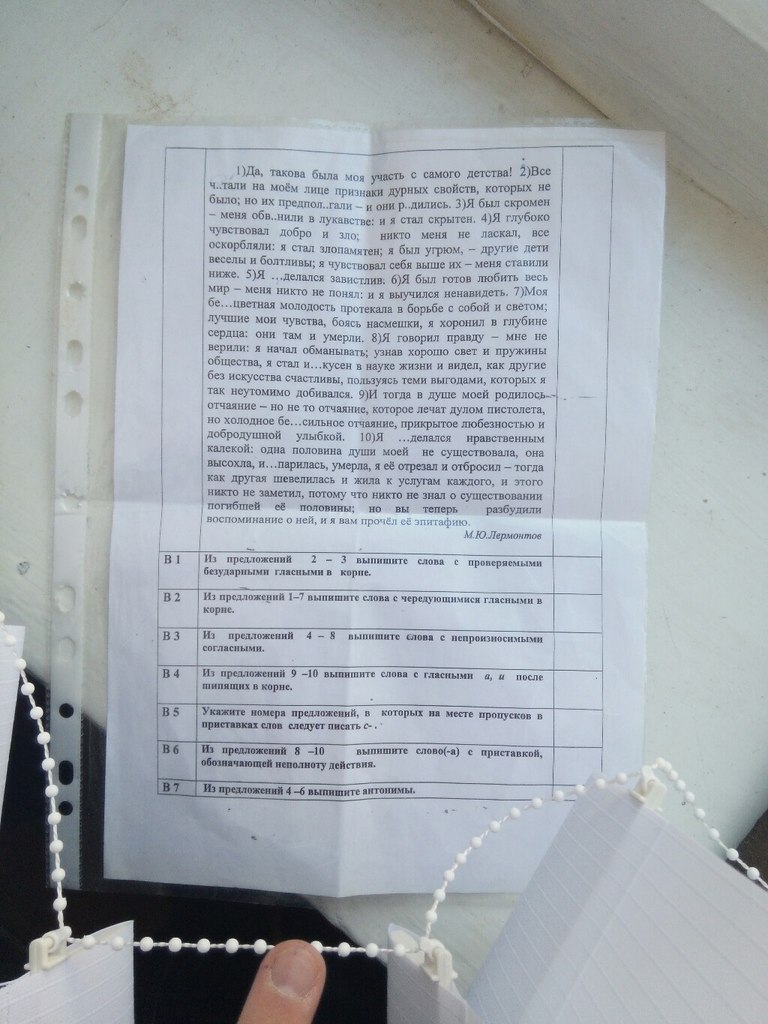 1)Да, такова была моя участь с самого детства! 2)Все
ч..тали на моём лице признаки дурных свойств, которых не
было; но их предпол..гали – и они р..дились. 3)Я был скромен
– меня обв..нили в лукавстве: и я стал скрытен. 4)Я глубоко
чувствовал добро и зло; никто меня не ласкал, все
оскорбляли: я стал злопамятен; я был угрюм, – другие дети
веселы и болтливы; я чувствовал себя выше их – меня ставили
ниже. 5)Я ...делался завистлив. 6)Я был готов любить весь
мир – меня никто не понял: и я выучился ненавидеть. 7)Моя
бе...цветная молодость протекала в борьбе с собой и светом;
лучшие мои чувства, боясь насмешки, я хоронил в глубине
сердца: они там и умерли. 8)Я говорил правду – мне не
верили: я начал обманывать; узнав хорошо свет и пружины
общества, я стал и...кусен в науке жизни и видел, как другие
без искусства счастливы, пользуясь теми выгодами, которых я
так неутомимо добивался. 9)И тогда в душе моей родилось
отчаяние – но не то отчаяние, которое лечат дулом пистолета,
но холодное бе...сильное отчаяние, прикрытое любезностью и
добродушной улыбкой. 10)Я ...делался нравственным
калекой: одна половина души моей не существовала, она
высохла, и...парилась, умерла, я её отрезал и отбросил – тогда
как другая шевелилась и жила к услугам каждого, и этого
никто не заметил, потому что никто не знал о существовании
погибшей её половины; но вы теперь разбудили
воспоминание о ней, и я вам прочёл её эпитафию.
М.Ю.Лермонтов
В 1 Из предложений 2 – 3 выпишите слова с проверяемыми
безударными гласными в корне.
В 2 Из предложений 1–7 выпишите слова с чередующимися гласными в
корне.
В 3 Из предложений 4 – 8 выпишите слова с непроизносимыми
согласными.
В 4 Из предложений 9 –10 выпишите слова с гласными а, и после
шипящих в корне.
В 5 Укажите номера предложений, в которых на месте пропусков в
приставках слов следует писать с- .
В 6 Из предложений 8 –10 выпишите слово(-а) с приставкой,
обозначающей неполноту действия.
В 7 Из предложений 4 –6 выпишите антонимы.